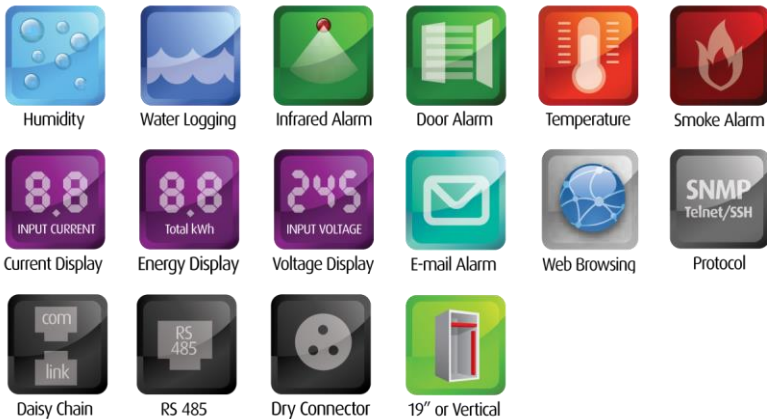 Humidity
Water Logging
Infrared Alarm
Door Alarm
Temperature
Smoke Alarm
8.8
INPUT CURRENT
8.8
Total kWh
245
INPUT VOLTAGE
SNMP
Telnet/SSH
Current Display
Energy Display
Voltage Display
E-mail Alarm
Web Browsing
Protocol
com
link
RS
485
Daisy Chain
RS 485
Dry Connector
19" or Vertical